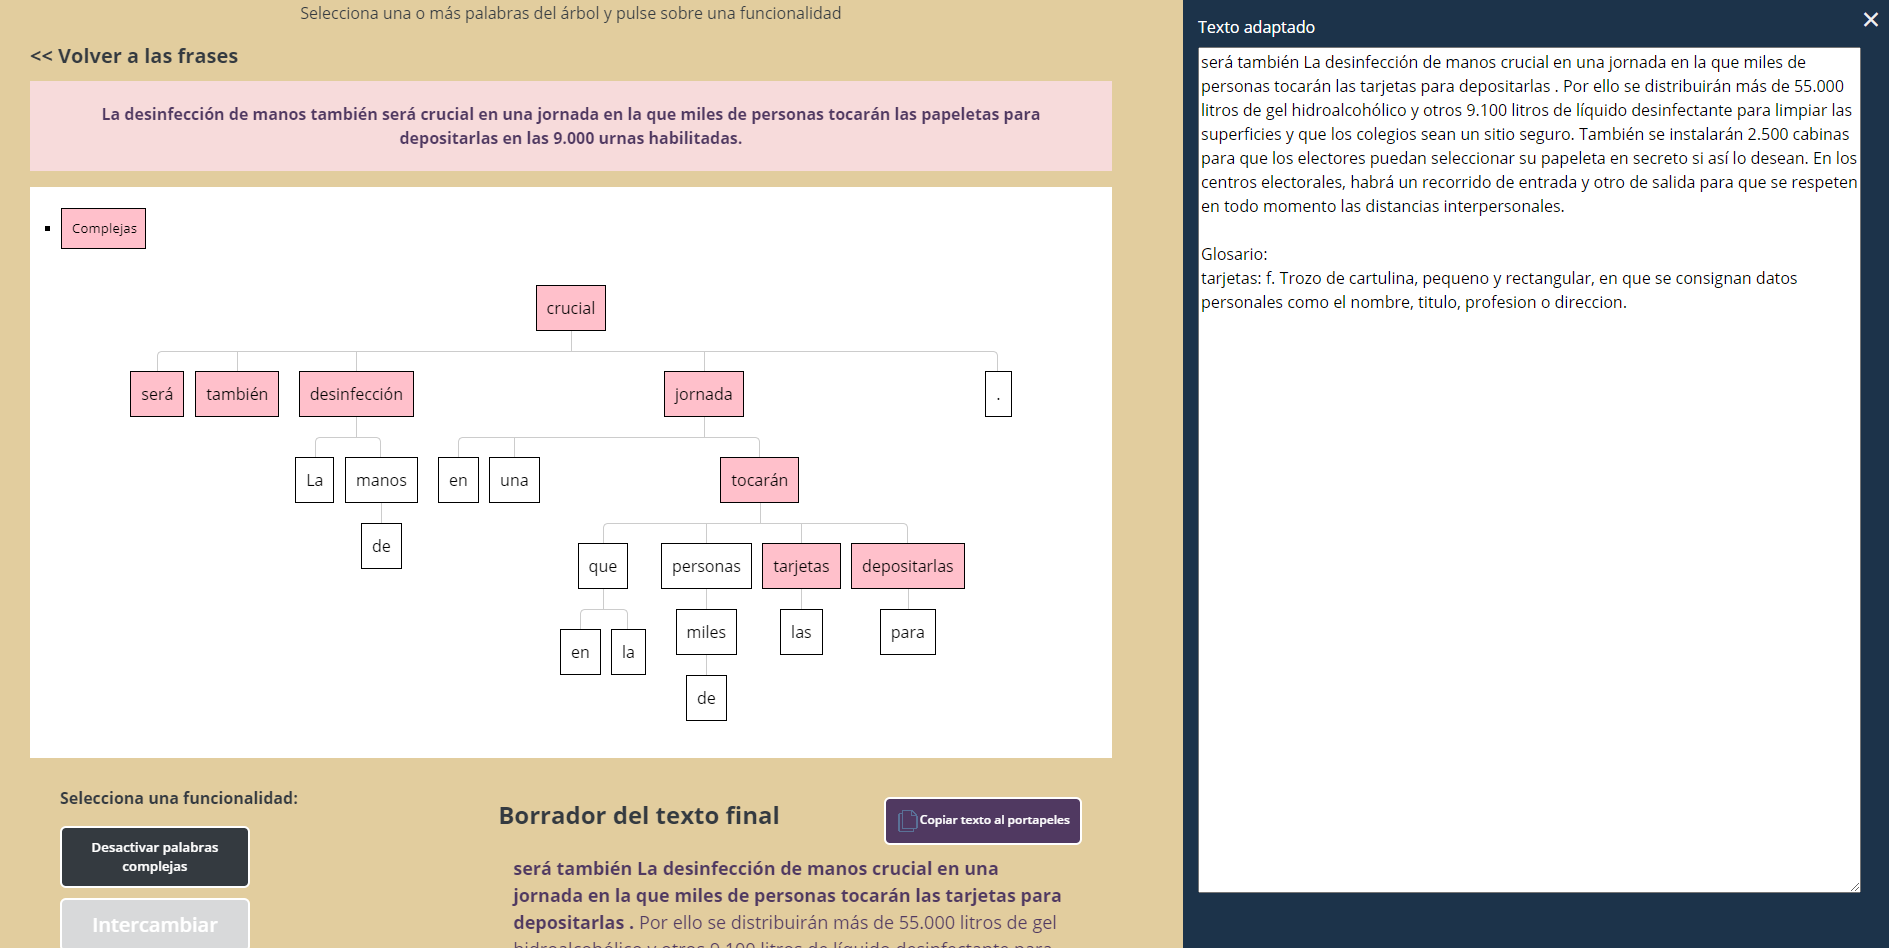 Selecciona una o más palabras del árbol y pulse sobre una funcionalidad
<< Volver a las frases
La desinfección de manos también será crucial en una jornada en la que miles de personas tocarán las papeletas para
depositarlas en las 9.000 urnas habilitadas.
Complejas
crucial
será también desinfección jornada .
La manos en una tocarán
de
que personas tarjetas depositarlas
en la miles las para
de
Selecciona una funcionalidad:
Desactivar palabras
complejas
Intercambiar
Borrador del texto final
Copiar texto al portapeles
será también La desinfección de manos crucial en una
jornada en la que miles de personas tocarán las tarjetas para
depositarlas . Por ello se distribuirán más de 55.000 litros de gel
hidroalcohólico y otros 9.100 litros de líquido desinfectante para
Texto adaptado
será también La desinfección de manos crucial en una jornada en la que miles de
personas tocarán las tarjetas para depositarlas . Por ello se distribuirán más de 55.000
litros de gel hidroalcohólico y otros 9.100 litros de líquido desinfectante para limpiar las
superficies y que los colegios sean un sitio seguro. También se instalarán 2.500 cabinas
para que los electores puedan seleccionar su papeleta en secreto si así lo desean. En los
centros electorales, habrá un recorrido de entrada y otro de salida para que se respeten
en todo momento las distancias interpersonales.
Glosario:
tarjetas: f. Trozo de cartulina, pequeno y rectangular, en que se consignan datos
personales como el nombre, titulo, profesion o direccion.